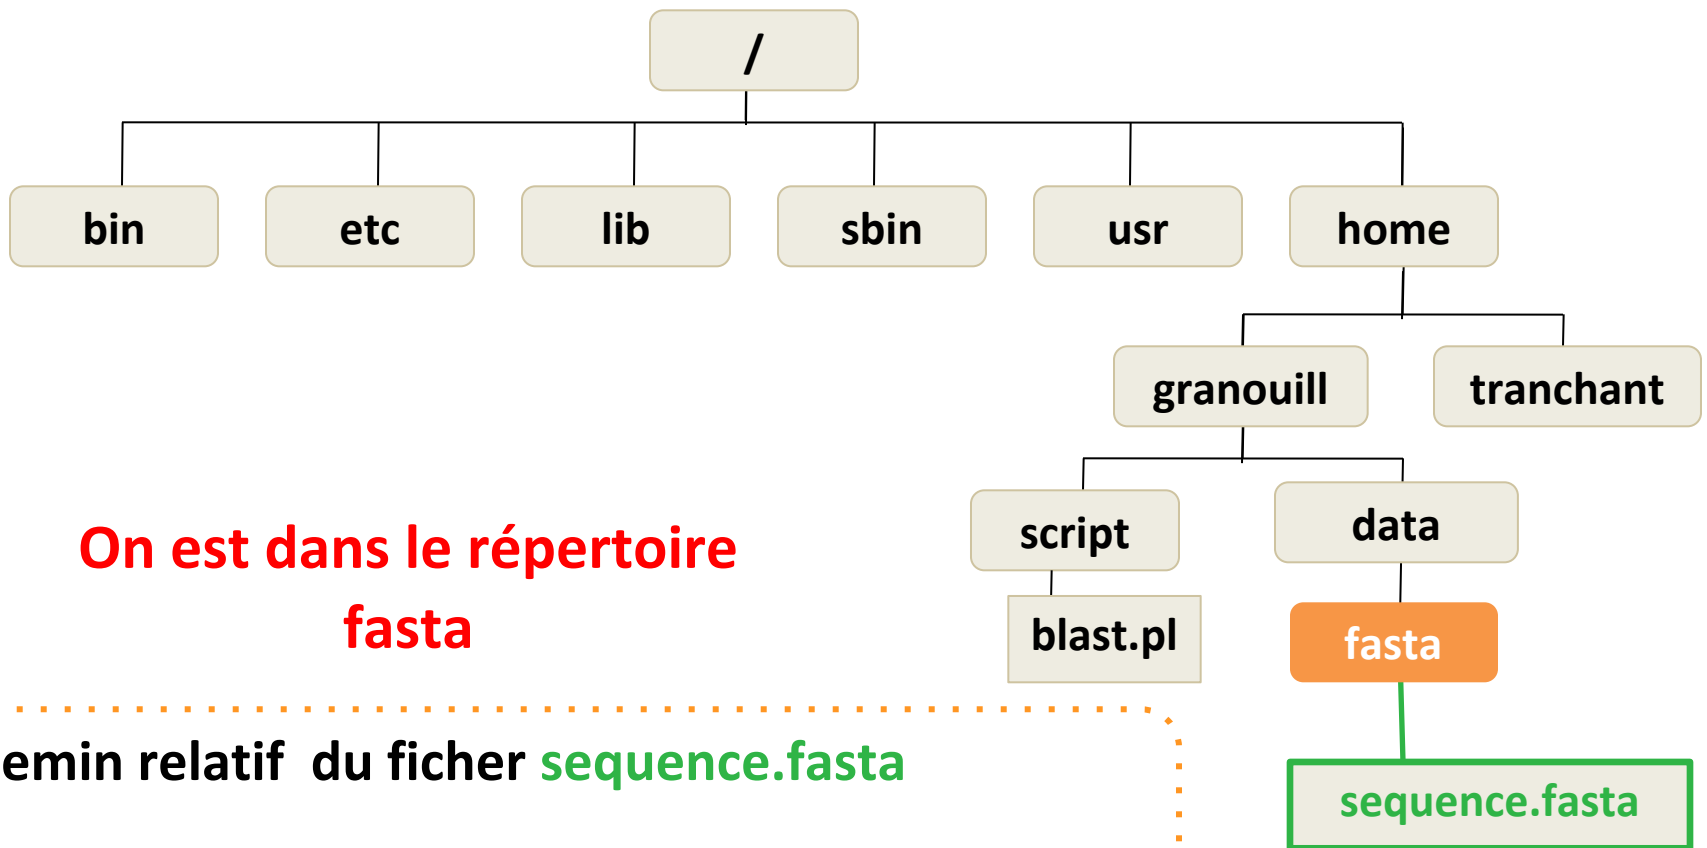 /
bin
etc
lib
sbin
usr
home
granouill
tranchant
script
data
On est dans le répertoire
fasta
blast.pl
fasta
emin relatif du ficher sequence.fasta
sequence.fasta